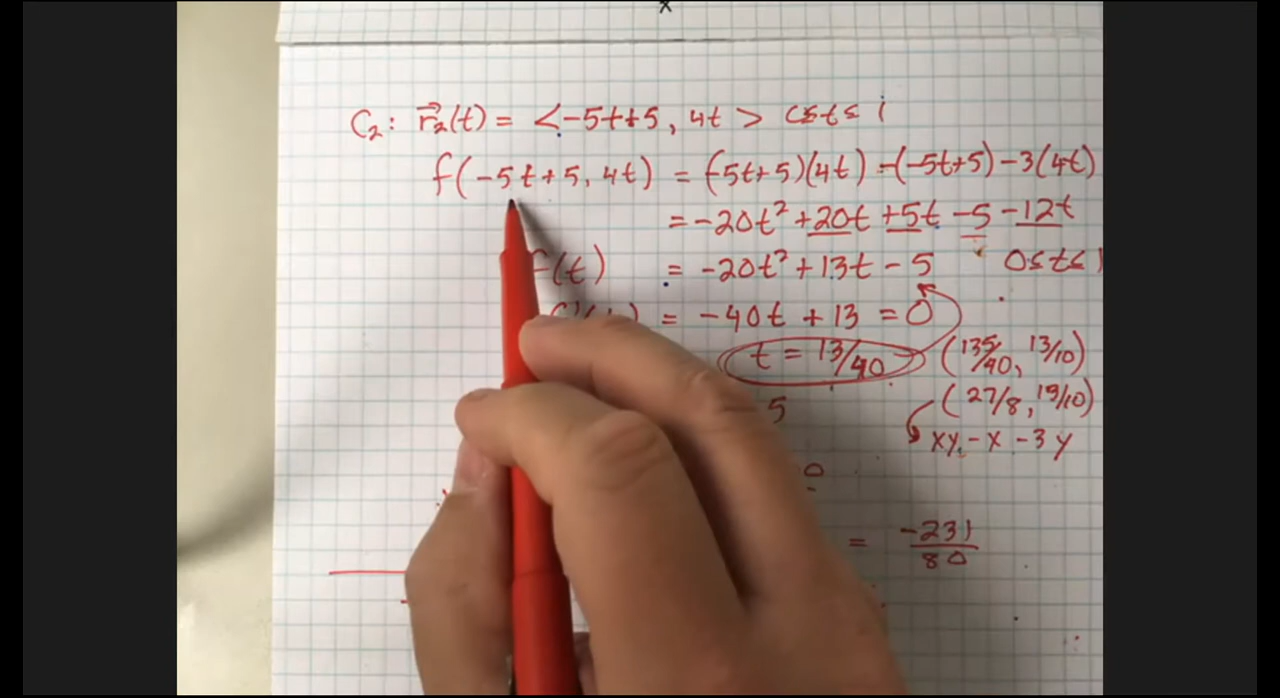 x
C₂: r⃗₂(t) = <-5t+5, 4t> 0≤t≤1
f(-5t+5, 4t) = (-5t+5)(4t) -(-5t+5) -3(4t)
= -20t² +20t +5t -5 -12t
f(t) = -20t² +13t -5 0≤t≤1
= -40t +13 = 0
t = 13/40 (135/40, 13/10)
5 (27/8, 13/10)
xy - x - 3y
0
= -231/80